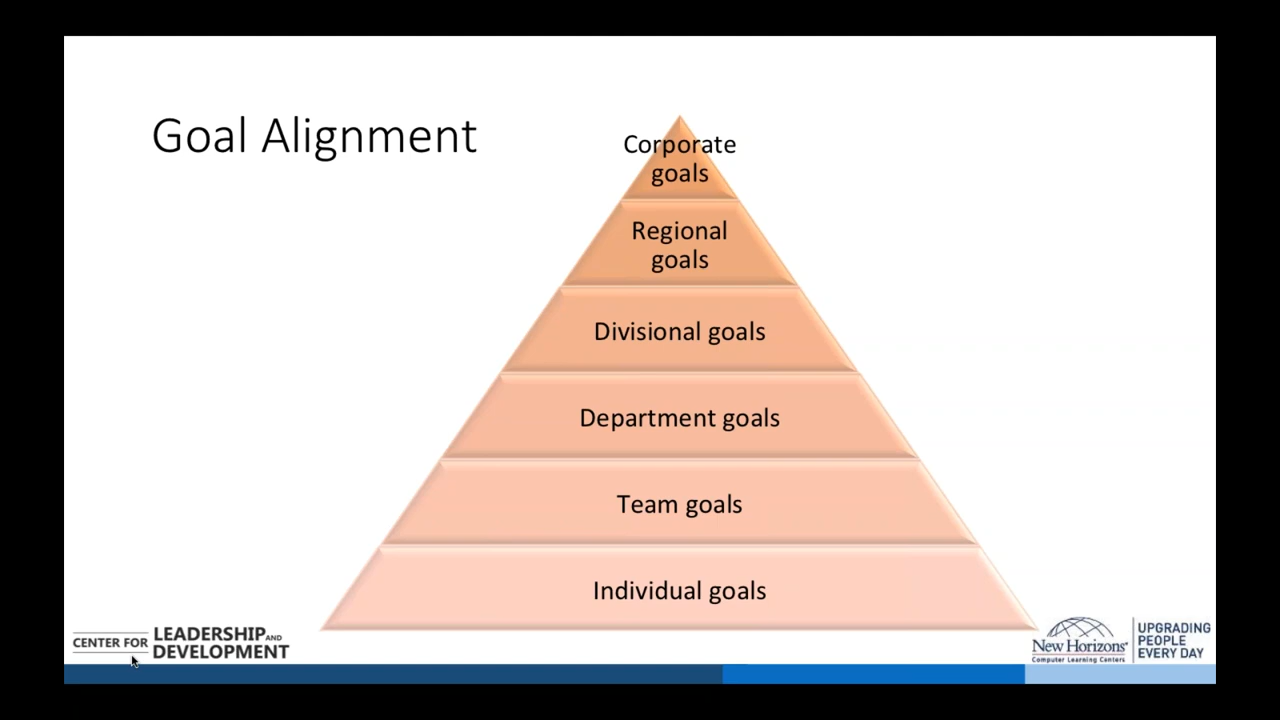 Goal Alignment
Corporate
goals
Regional
goals
Divisional goals
Department goals
Team goals
Individual goals
CENTER FOR LEADERSHIP AND
DEVELOPMENT
New Horizons®
Computer Learning Centers
UPGRADING
PEOPLE
EVERY DAY